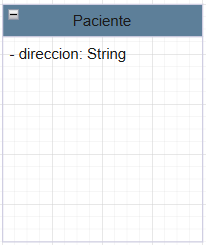 Paciente
- direccion: String